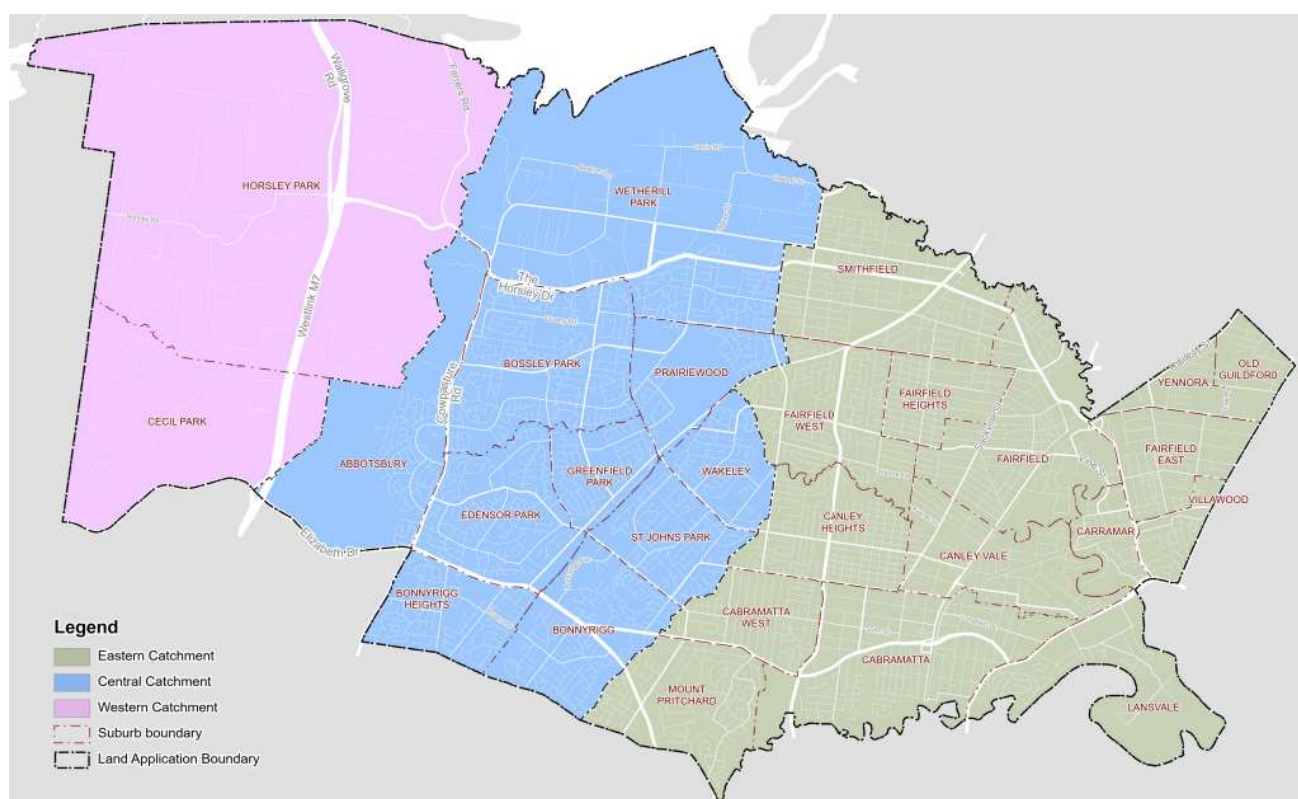 Wallgrove
Rd
Ferrers Rd
HORSLEY PARK
WETHERILL
PARK
SMITHFIELD
The
Horsley Dr
Westlink M7
BOSSLEY PARK
PRAIRIEWOOD
Cowpasture
Rd
CECIL PARK
ABBOTSBURY
GREENFIELD
PARK
WAKELEY
EDENSOR PARK
ST JOHNS PARK
FAIRFIELD
WEST
FAIRFIELD
HEIGHTS
FAIRFIELD
YENNORA
OLD
GUILDFORD
FAIRFIELD
EAST
VILLAWOOD
CARRAMAR
CANLEY
HEIGHTS
CANLEY VALE
Elizabeth Dr
BONNYRIGG
HEIGHTS
BONNYRIGG
CABRAMATTA
WEST
CABRAMATTA
MOUNT
PRITCHARD
LANSVALE
Legend
Eastern Catchment
Central Catchment
Western Catchment
Suburb boundary
Land Application Boundary